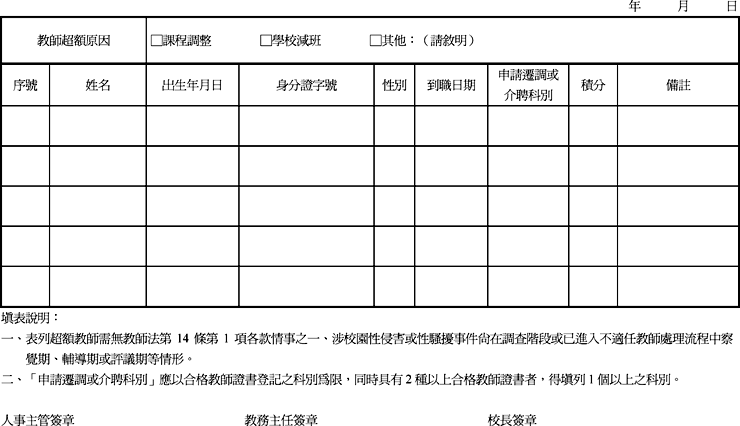 年 月 日
教師超額原因 □課程調整 □學校減班 □其他：（請敘明）
序號 姓名 出生年月日 身分證字號 性別 到職日期 申請遷調或介聘科別 積分 備註
填表說明：
一、表列超額教師需無教師法第 14 條第 1 項各款情事之一、涉校園性侵害或性騷擾事件尚在調查階段或已進入不適任教師處理流程中察
覺期、輔導期或評議期等情形。
二、「申請遷調或介聘科別」應以合格教師證書登記之科別為限，同時具有 2 種以上合格教師證書者，得填列 1 個以上之科別。
人事主管簽章 教務主任簽章 校長簽章